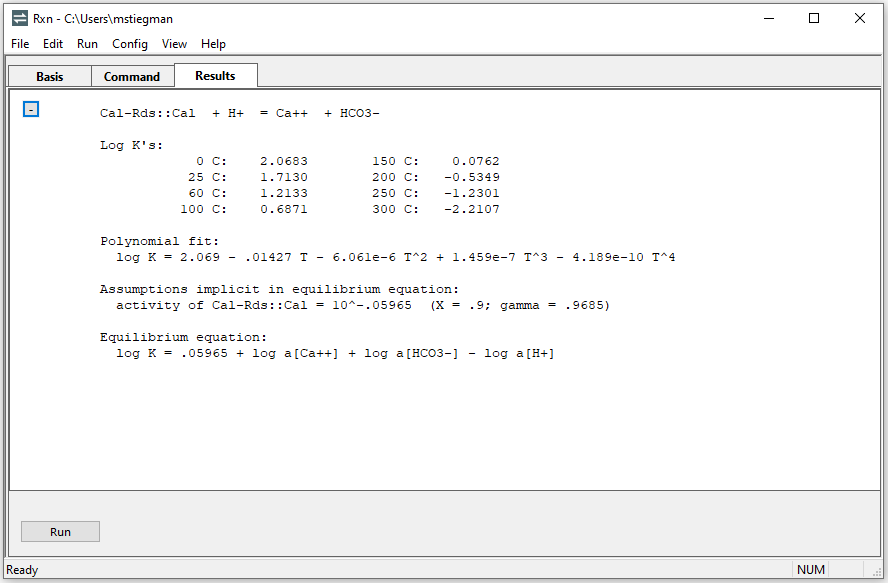 Rxn - C:\Users\mstiegman
File Edit Run Config View Help
Basis Command Results
-
Cal-Rds::Cal + H+ = Ca++ + HCO3-
Log K's:
0 C: 2.0683 150 C: 0.0762
25 C: 1.7130 200 C: -0.5349
60 C: 1.2133 250 C: -1.2301
100 C: 0.6871 300 C: -2.2107
Polynomial fit:
log K = 2.069 - .01427 T - 6.061e-6 T^2 + 1.459e-7 T^3 - 4.189e-10 T^4
Assumptions implicit in equilibrium equation:
activity of Cal-Rds::Cal = 10^-.05965 (X = .9; gamma = .9685)
Equilibrium equation:
log K = .05965 + log a[Ca++] + log a[HCO3-] - log a[H+]
Run
Ready NUM